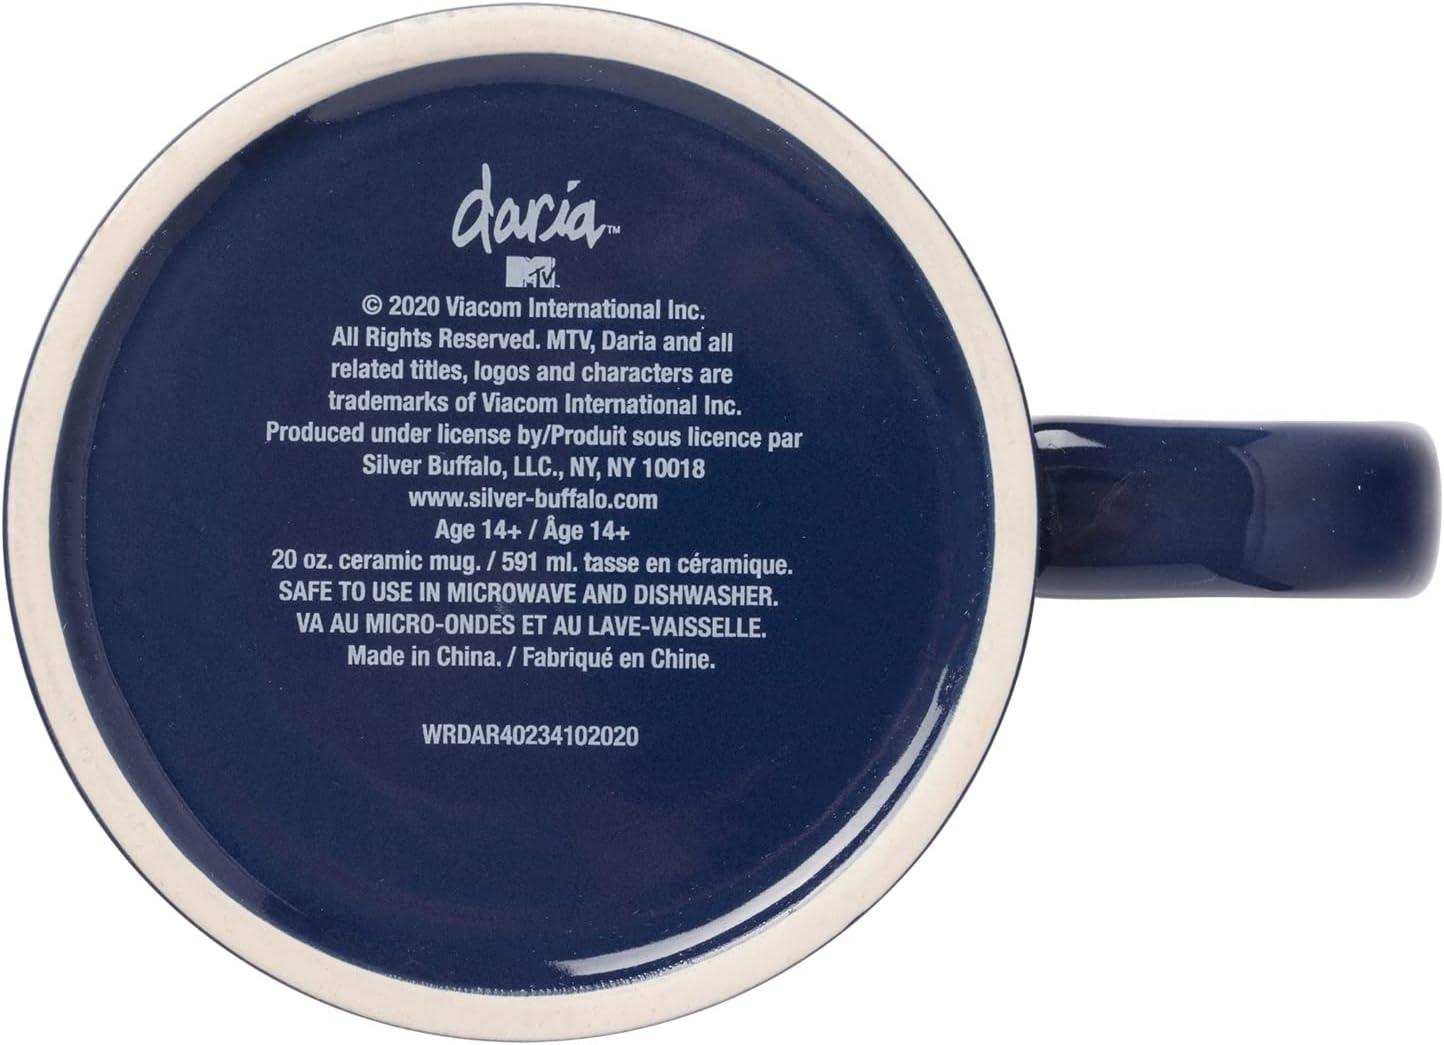 daria™
MTV
© 2020 Viacom International Inc.
All Rights Reserved. MTV, Daria and all
related titles, logos and characters are
trademarks of Viacom International Inc.
Produced under license by/Produit sous licence par
Silver Buffalo, LLC., NY, NY 10018
www.silver-buffalo.com
Age 14+ / Âge 14+
20 oz. ceramic mug. / 591 ml. tasse en céramique.
SAFE TO USE IN MICROWAVE AND DISHWASHER.
VA AU MICRO-ONDES ET AU LAVE-VAISSELLE.
Made in China. / Fabriqué en Chine.
WRDAR40234102020